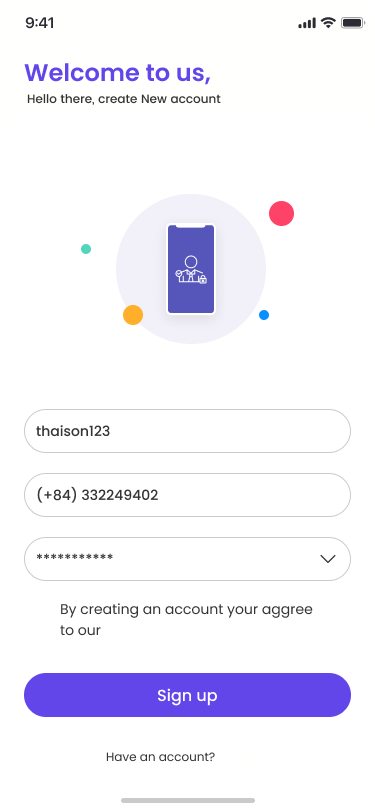 9:41
Welcome to us,
Hello there, create New account
thaison123
(+84) 332249402
***********
By creating an account your aggree
to our
Sign up
Have an account?